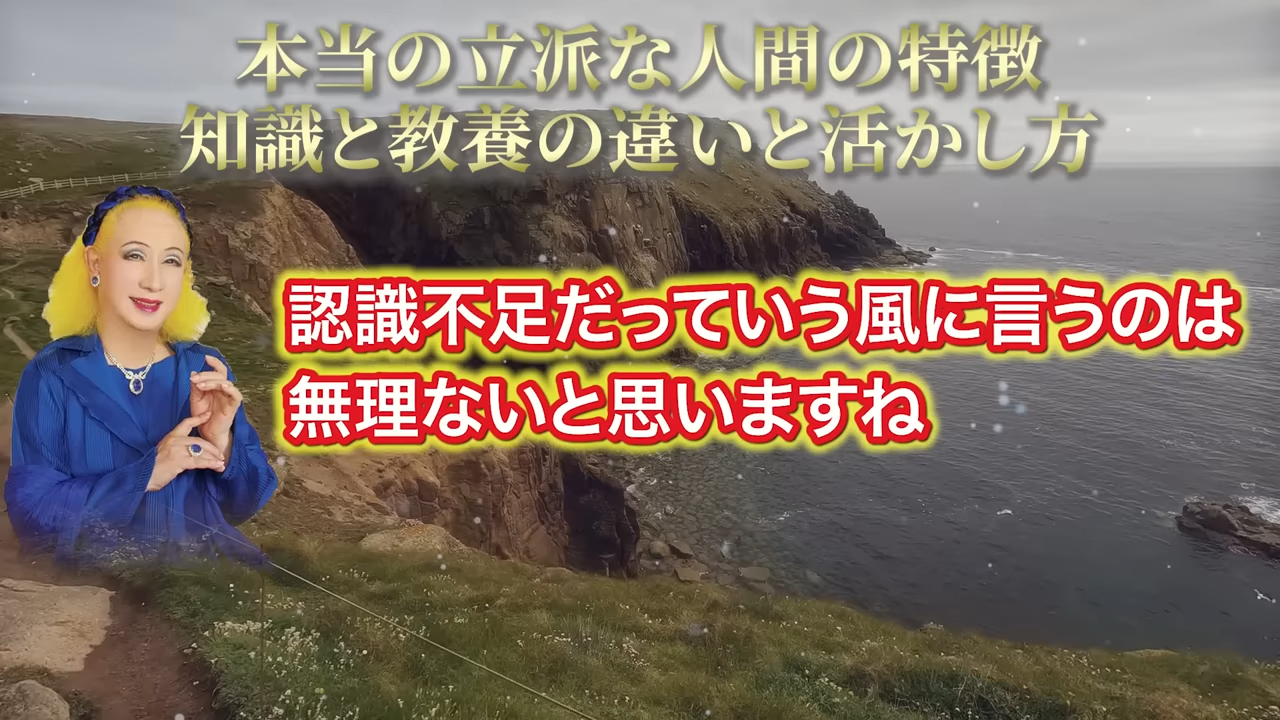 本当の立派な人間の特徴
知識と教養の違いと活かし方
認識不足だっていう風に言うのは
無理ないと思いますね